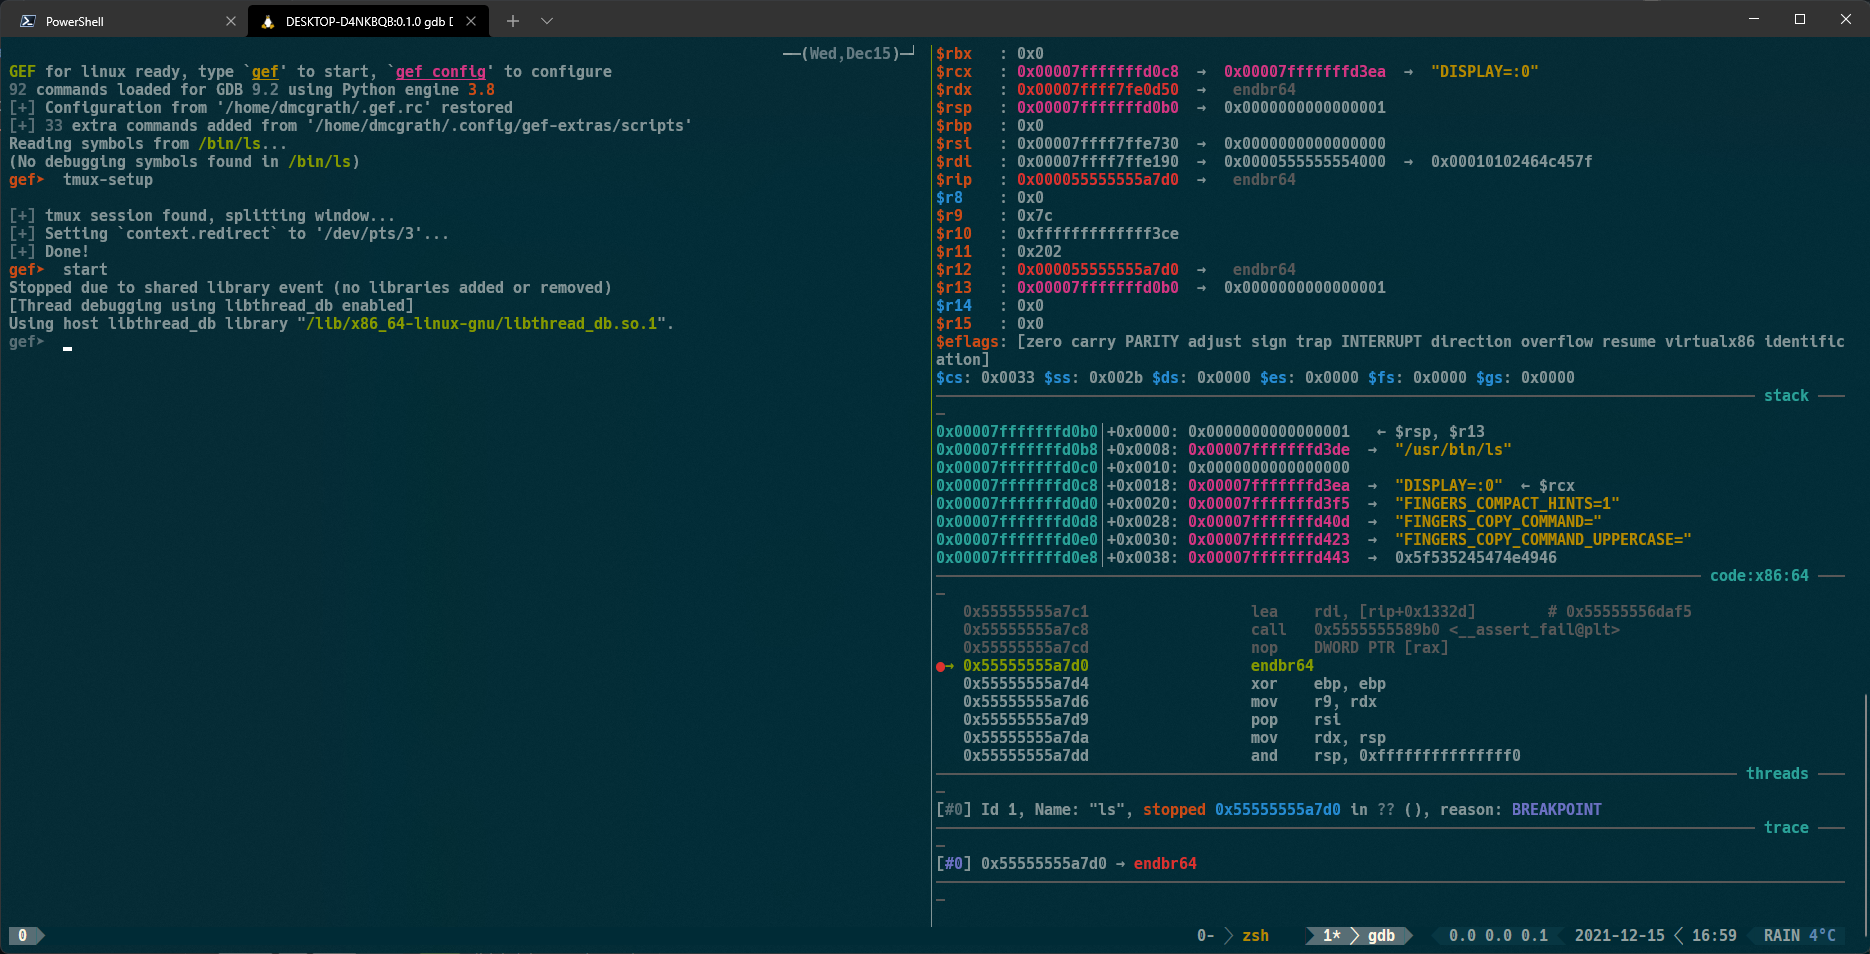 PowerShell
DESKTOP-D4NKBQB:0.1.0 gdb
(Wed,Dec15)
GEF for linux ready, type `gef' to start, `gef config' to configure
92 commands loaded for GDB 9.2 using Python engine 3.8
[+] Configuration from '/home/dmcgrath/.gef.rc' restored
[+] 33 extra commands added from '/home/dmcgrath/.config/gef-extras/scripts'
Reading symbols from /bin/ls...
(No debugging symbols found in /bin/ls)
gef➤  tmux-setup
[+] tmux session found, splitting window...
[+] Setting `context.redirect` to '/dev/pts/3'...
[+] Done!
gef➤  start
Stopped due to shared library event (no libraries added or removed)
[Thread debugging using libthread_db enabled]
Using host libthread_db library "/lib/x86_64-linux-gnu/libthread_db.so.1".
gef➤
$rbx   : 0x0
$rcx   : 0x00007fffffffd0c8  →  0x00007fffffffd3ea  →  "DISPLAY=:0"
$rdx   : 0x00007ffff7fe0d50  →   endbr64
$rsp   : 0x00007fffffffd0b0  →  0x0000000000000001
$rbp   : 0x0
$rsi   : 0x00007ffff7ffe730  →  0x0000000000000000
$rdi   : 0x00007ffff7ffe190  →  0x0000555555554000  →  0x00010102464c457f
$rip   : 0x000055555555a7d0  →   endbr64
$r8    : 0x0
$r9    : 0x7c
$r10   : 0xfffffffffffff3ce
$r11   : 0x202
$r12   : 0x000055555555a7d0  →   endbr64
$r13   : 0x00007fffffffd0b0  →  0x0000000000000001
$r14   : 0x0
$r15   : 0x0
$eflags: [zero carry PARITY adjust sign trap INTERRUPT direction overflow resume virtualx86 identific
ation]
$cs: 0x0033 $ss: 0x002b $ds: 0x0000 $es: 0x0000 $fs: 0x0000 $gs: 0x0000
stack
0x00007fffffffd0b0│+0x0000: 0x0000000000000001   ← $rsp, $r13
0x00007fffffffd0b8│+0x0008: 0x00007fffffffd3de  →  "/usr/bin/ls"
0x00007fffffffd0c0│+0x0010: 0x0000000000000000
0x00007fffffffd0c8│+0x0018: 0x00007fffffffd3ea  →  "DISPLAY=:0"  ← $rcx
0x00007fffffffd0d0│+0x0020: 0x00007fffffffd3f5  →  "FINGERS_COMPACT_HINTS=1"
0x00007fffffffd0d8│+0x0028: 0x00007fffffffd40d  →  "FINGERS_COPY_COMMAND="
0x00007fffffffd0e0│+0x0030: 0x00007fffffffd423  →  "FINGERS_COPY_COMMAND_UPPERCASE="
0x00007fffffffd0e8│+0x0038: 0x00007fffffffd443  →  0x5f535245474e4946
code:x86:64
0x55555555a7c1 lea rdi, [rip+0x1332d] # 0x55555556daf5
0x55555555a7c8 call 0x5555555589b0 <__assert_fail@plt>
0x55555555a7cd nop DWORD PTR [rax]
●→ 0x55555555a7d0 endbr64
0x55555555a7d4 xor ebp, ebp
0x55555555a7d6 mov r9, rdx
0x55555555a7d9 pop rsi
0x55555555a7da mov rdx, rsp
0x55555555a7dd and rsp, 0xfffffffffffffff0
threads
[#0] Id 1, Name: "ls", stopped 0x55555555a7d0 in ?? (), reason: BREAKPOINT
trace
[#0] 0x55555555a7d0 → endbr64
0 0- zsh 1* gdb 0.0 0.0 0.1 2021-12-15 16:59 RAIN 4°C